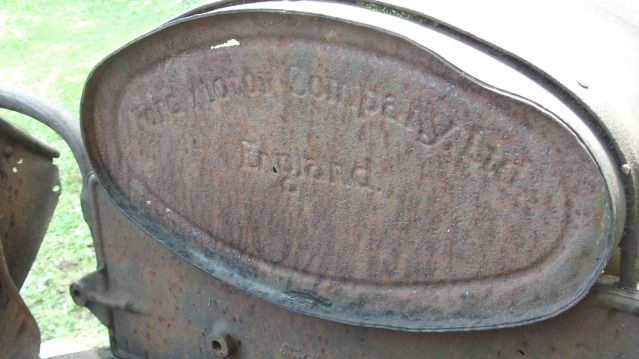 Ford Motor Company Ltd
England.